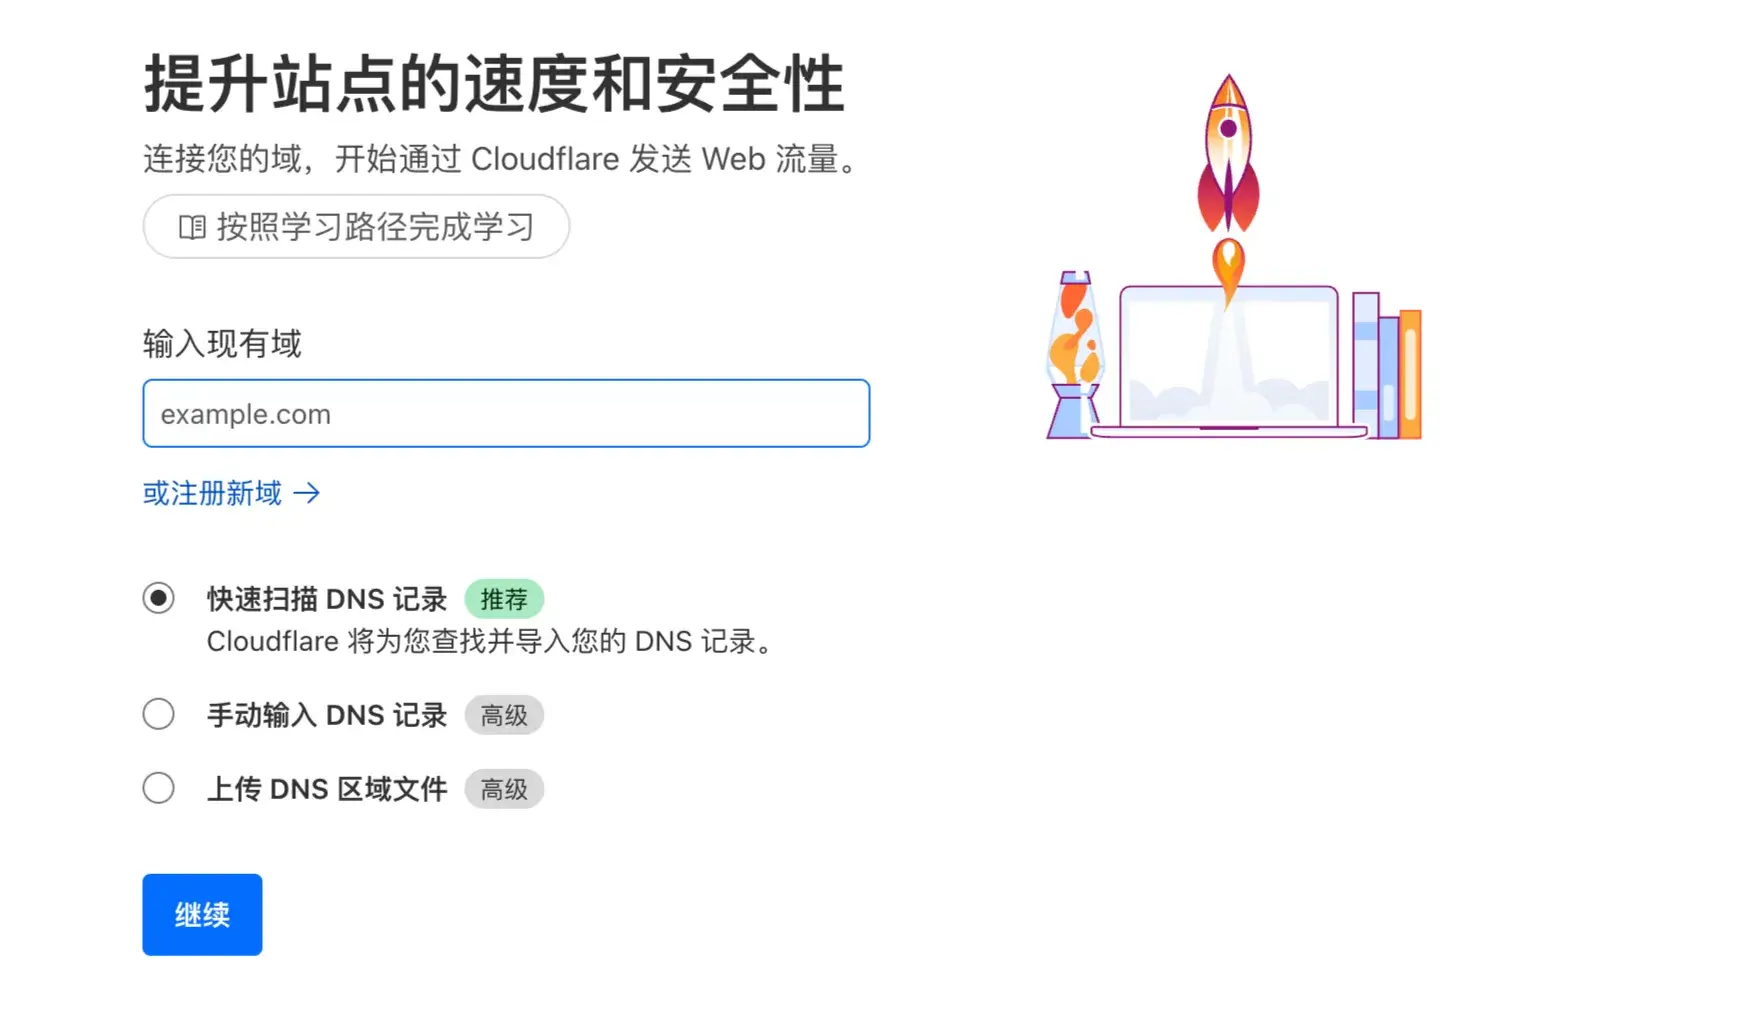 提升站点的速度和安全性
连接您的域，开始通过 Cloudflare 发送 Web 流量。
按照学习路径完成学习
输入现有域
example.com
或注册新域 →
快速扫描 DNS 记录 推荐
Cloudflare 将为您查找并导入您的 DNS 记录。
手动输入 DNS 记录 高级
上传 DNS 区域文件 高级
继续